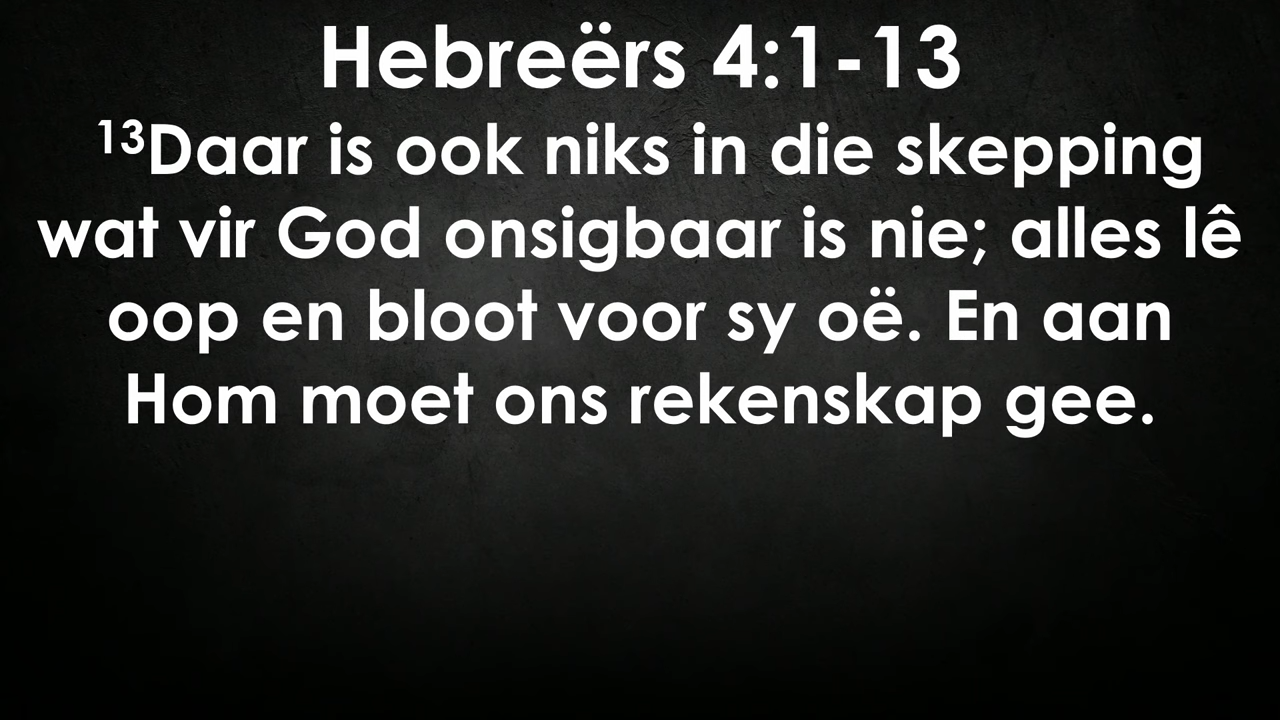 Hebreërs 4:1-13
¹³Daar is ook niks in die skepping
wat vir God onsigbaar is nie; alles lê
oop en bloot voor sy oë. En aan
Hom moet ons rekenskap gee.